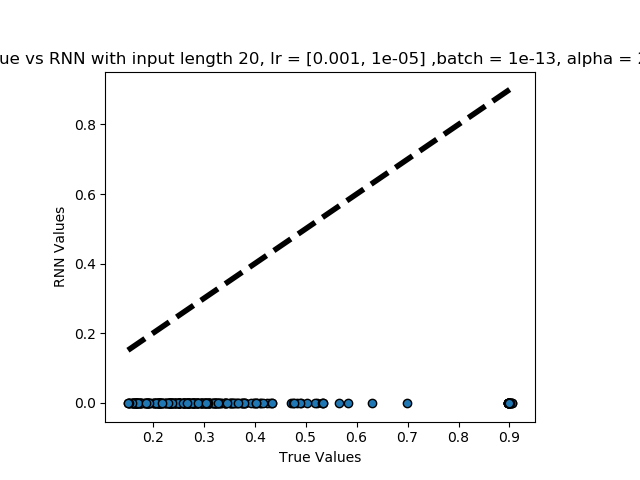 ue vs RNN with input length 20, lr = [0.001, 1e-05] ,batch = 1e-13, alpha =
0.8
0.6
0.4
0.2
0.0
RNN Values
0.2 0.3 0.4 0.5 0.6 0.7 0.8 0.9
True Values